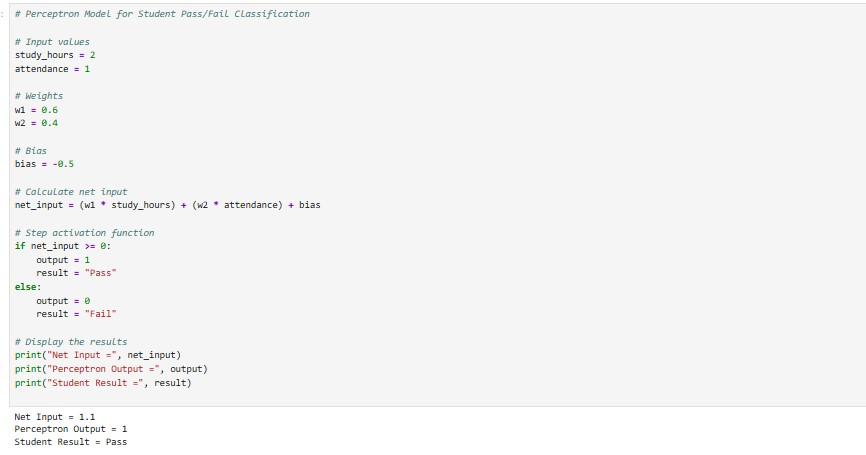 :
# Perceptron Model for Student Pass/Fail Classification
# Input values
study_hours = 2
attendance = 1
# Weights
w1 = 0.6
w2 = 0.4
# Bias
bias = -0.5
# Calculate net input
net_input = (w1 * study_hours) + (w2 * attendance) + bias
# Step activation function
if net_input >= 0:
    output = 1
    result = "Pass"
else:
    output = 0
    result = "Fail"
# Display the results
print("Net Input =", net_input)
print("Perceptron Output =", output)
print("Student Result =", result)
Net Input = 1.1
Perceptron Output = 1
Student Result = Pass